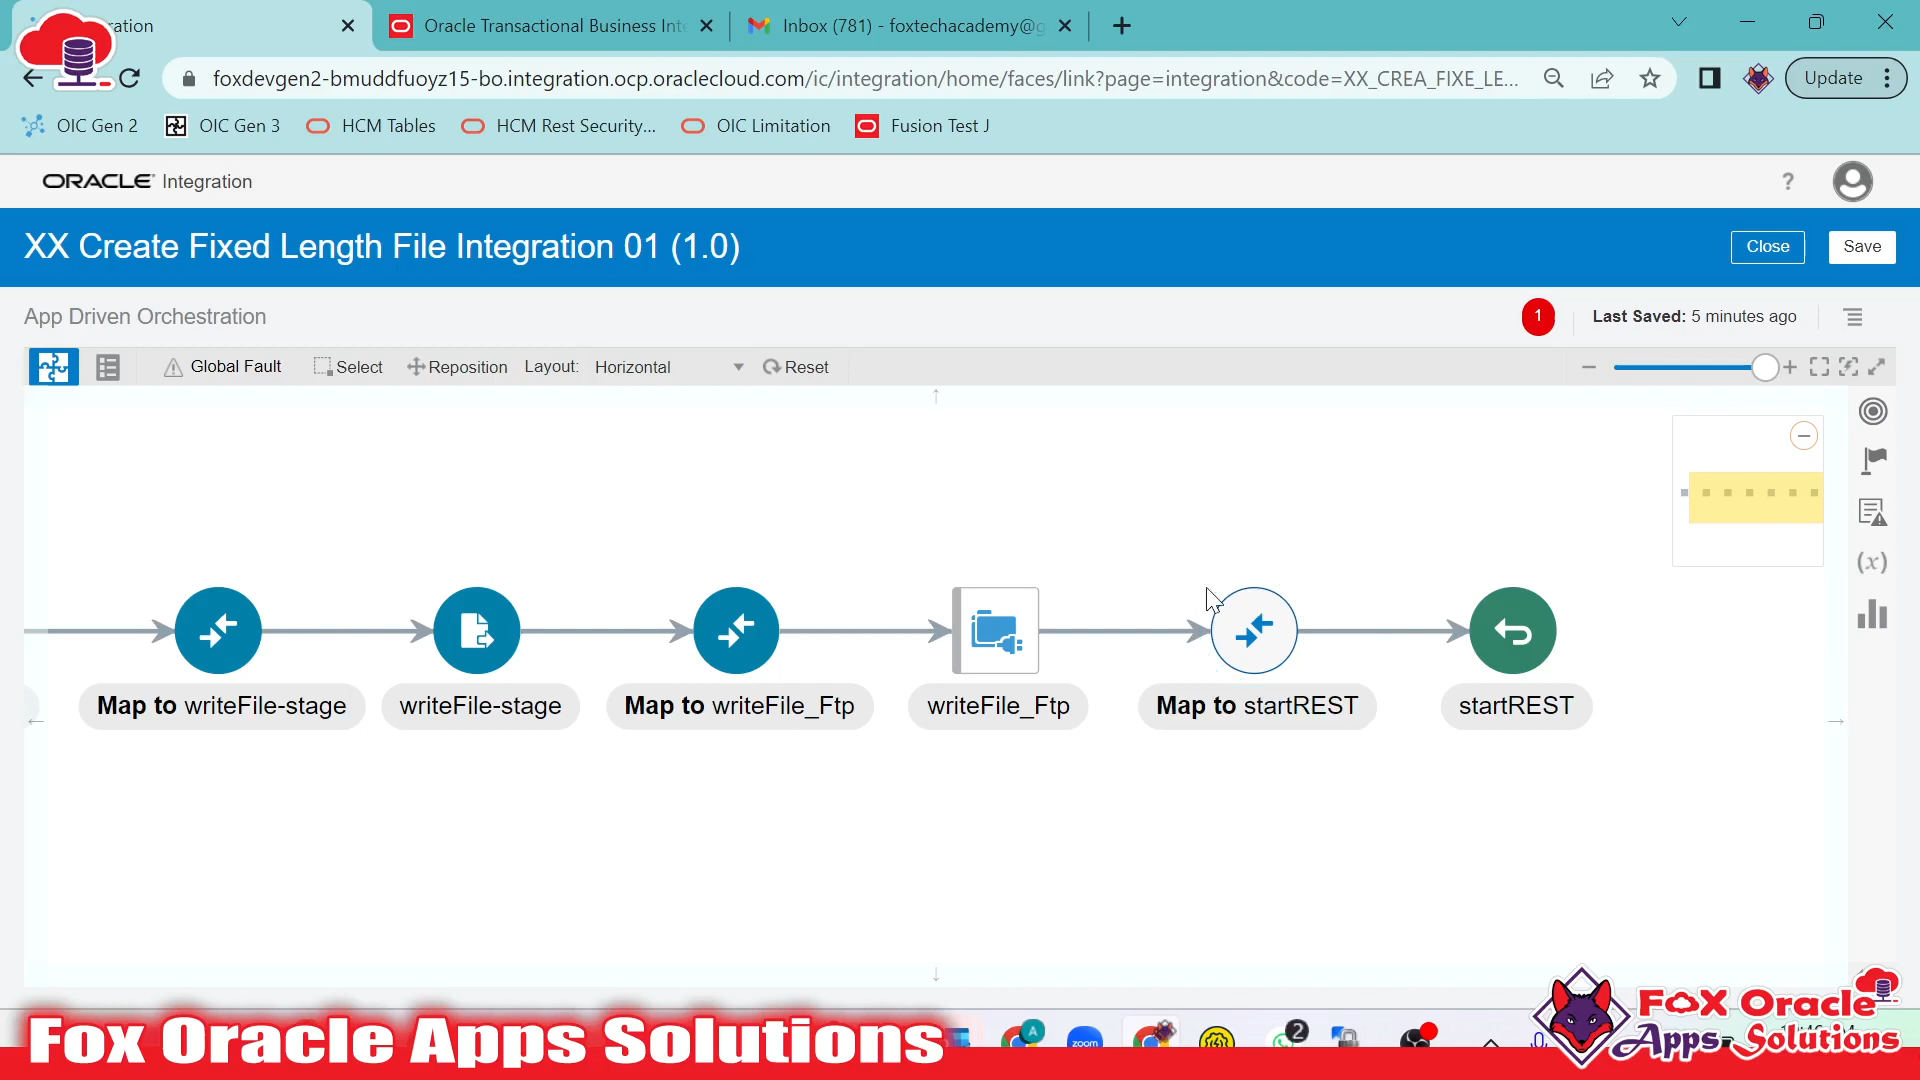 ration
Oracle Transactional Business Inte
Inbox (781) - foxtechacademy@g
foxdevgen2-bmuddfuoyz15-bo.integration.ocp.oraclecloud.com/ic/integration/home/faces/link?page=integration&code=XX_CREA_FIXE_LE...
Update
OIC Gen 2
OIC Gen 3
HCM Tables
HCM Rest Security...
OIC Limitation
Fusion Test J
ORACLE Integration
?
XX Create Fixed Length File Integration 01 (1.0)
Close
Save
App Driven Orchestration
1
Last Saved: 5 minutes ago
Global Fault
Select
Reposition
Layout: Horizontal
Reset
(x)
Map to writeFile-stage
writeFile-stage
Map to writeFile_Ftp
writeFile_Ftp
Map to startREST
startREST
Fox Oracle Apps Solutions
A
zoom
2
Fox Oracle
Apps Solutions